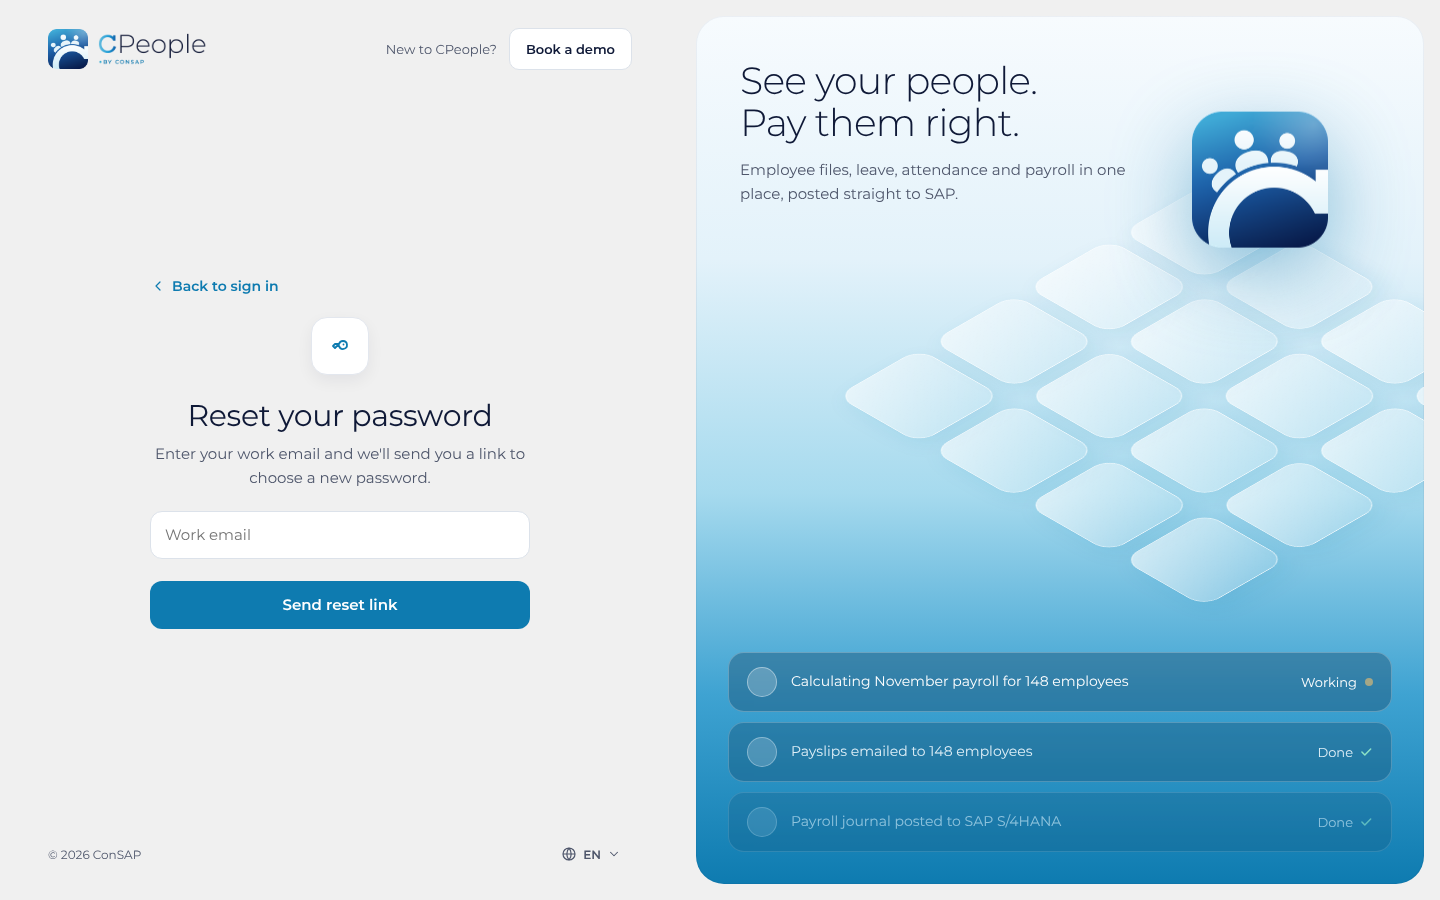 CPeople
BY CONSAP
New to CPeople?
Book a demo
Back to sign in
Reset your password
Enter your work email and we'll send you a link to
choose a new password.
Work email
Send reset link
© 2026 ConSAP
EN
See your people.
Pay them right.
Employee files, leave, attendance and payroll in one
place, posted straight to SAP.
Calculating November payroll for 148 employees
Working
Payslips emailed to 148 employees
Done
Payroll journal posted to SAP S/4HANA
Done